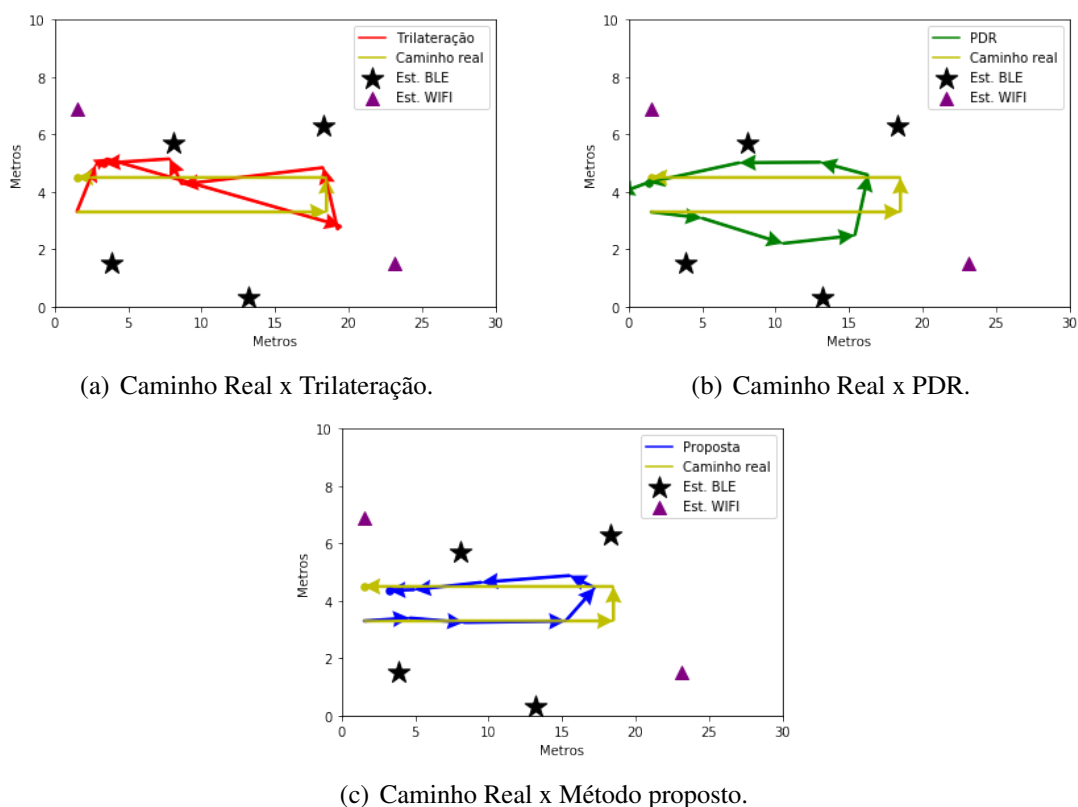 10
8
6
4
2
0
Metros
0 5 10 15 20 25 30
Metros
Trilateração
Caminho real
Est. BLE
Est. WIFI
(a) Caminho Real x Trilateração.
10
8
6
4
2
0
Metros
0 5 10 15 20 25 30
Metros
PDR
Caminho real
Est. BLE
Est. WIFI
(b) Caminho Real x PDR.
10
8
6
4
2
0
Metros
0 5 10 15 20 25 30
Metros
Proposta
Caminho real
Est. BLE
Est. WIFI
(c) Caminho Real x Método proposto.